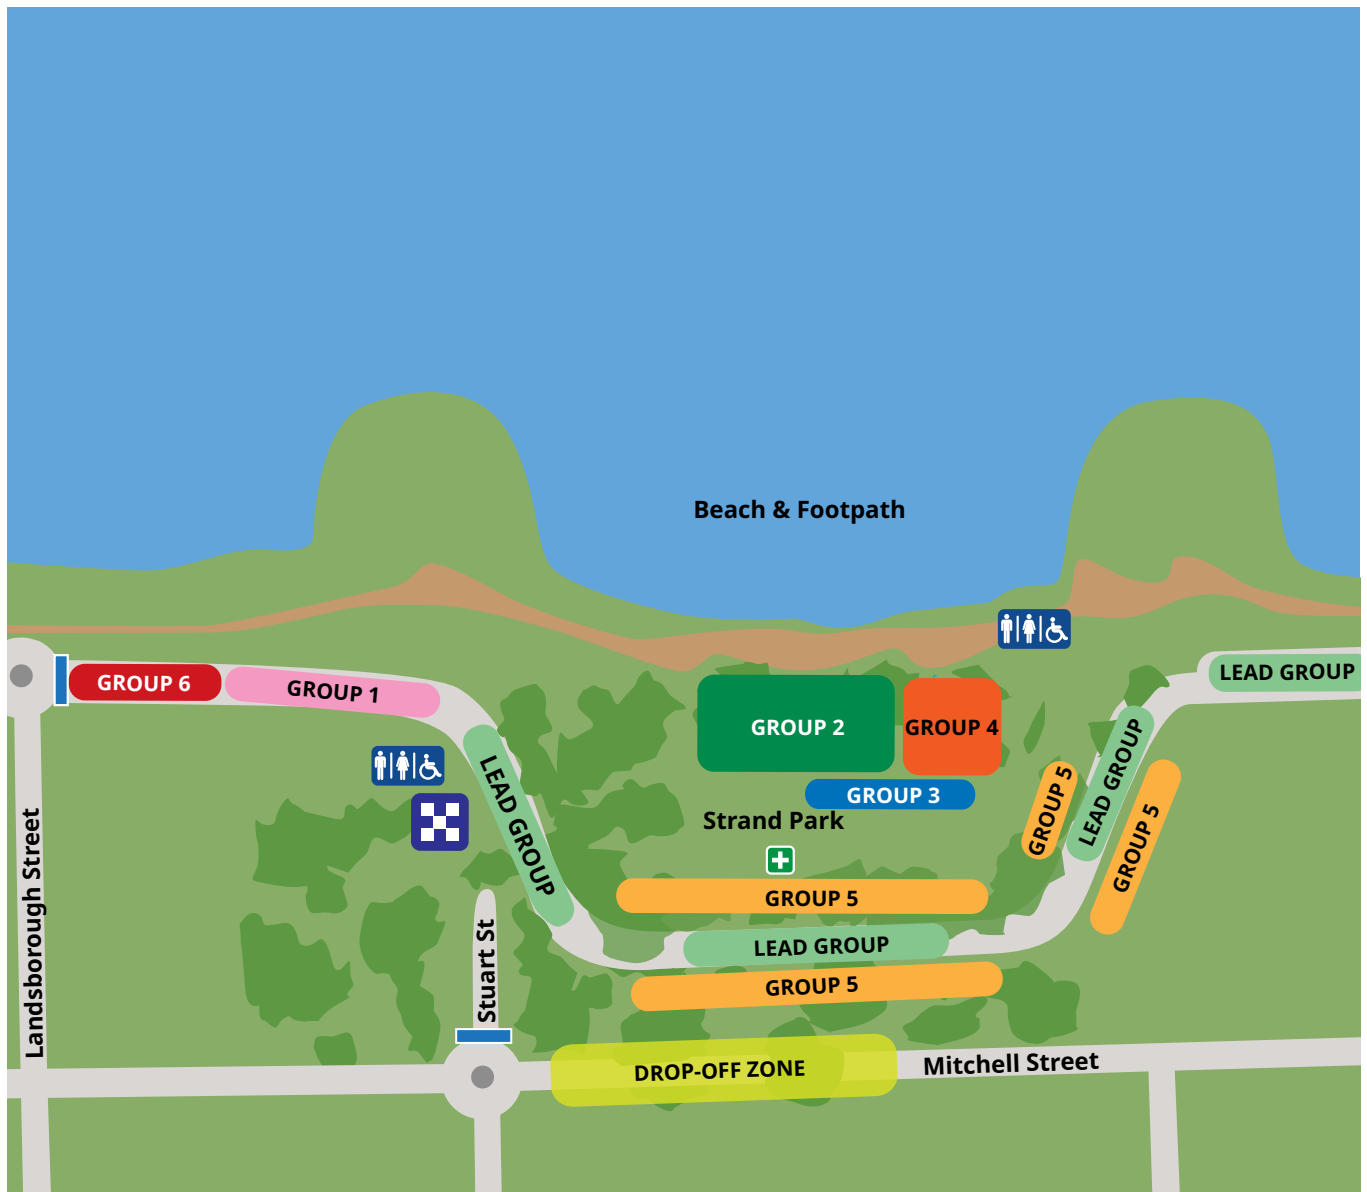 Beach & Footpath
GROUP 6
GROUP 1
LEAD GROUP
GROUP 2
GROUP 4
GROUP 3
Strand Park
GROUP 5
LEAD GROUP
GROUP 5
LEAD GROUP
GROUP 5
LEAD GROUP
GROUP 5
Landsborough Street
Stuart St
DROP-OFF ZONE
Mitchell Street